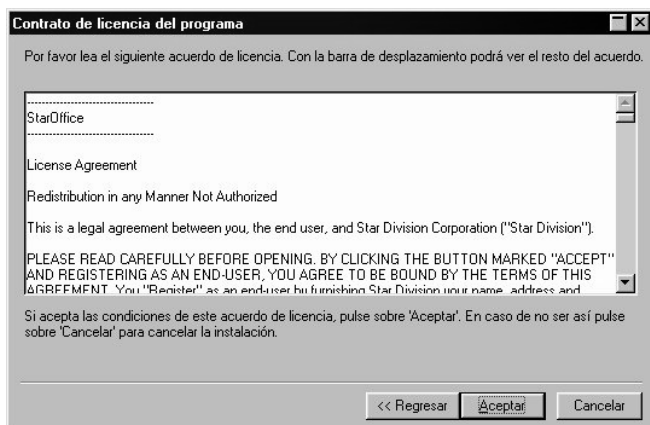 Contrato de licencia del programa
Por favor lea el siguiente acuerdo de licencia. Con la barra de desplazamiento podrá ver el resto del acuerdo.
--------------------------------
StarOffice
--------------------------------
License Agreement
Redistribution in any Manner Not Authorized
This is a legal agreement between you, the end user, and Star Division Corporation ("Star Division").
PLEASE READ CAREFULLY BEFORE OPENING. BY CLICKING THE BUTTON MARKED "ACCEPT"
AND REGISTERING AS AN END-USER, YOU AGREE TO BE BOUND BY THE TERMS OF THIS
AGREEMENT. You "Register" as an end-user by furnishing Star Division your name, address and
Si acepta las condiciones de este acuerdo de licencia, pulse sobre 'Aceptar'. En caso de no ser así pulse
sobre 'Cancelar' para cancelar la instalación.
<< Regresar Aceptar Cancelar